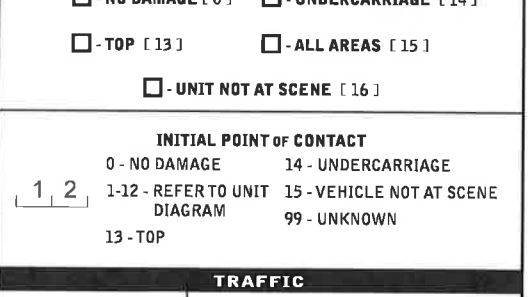 ☐ - NO DAMAGE [ 0 ] ☐ - UNDERCARRIAGE [ 14 ]
☐ - TOP [ 13 ] ☐ - ALL AREAS [ 15 ]
☐ - UNIT NOT AT SCENE [ 16 ]
INITIAL POINT OF CONTACT
0 - NO DAMAGE 14 - UNDERCARRIAGE
1 2 1-12 - REFER TO UNIT 15 - VEHICLE NOT AT SCENE
DIAGRAM 99 - UNKNOWN
13 - TOP
TRAFFIC